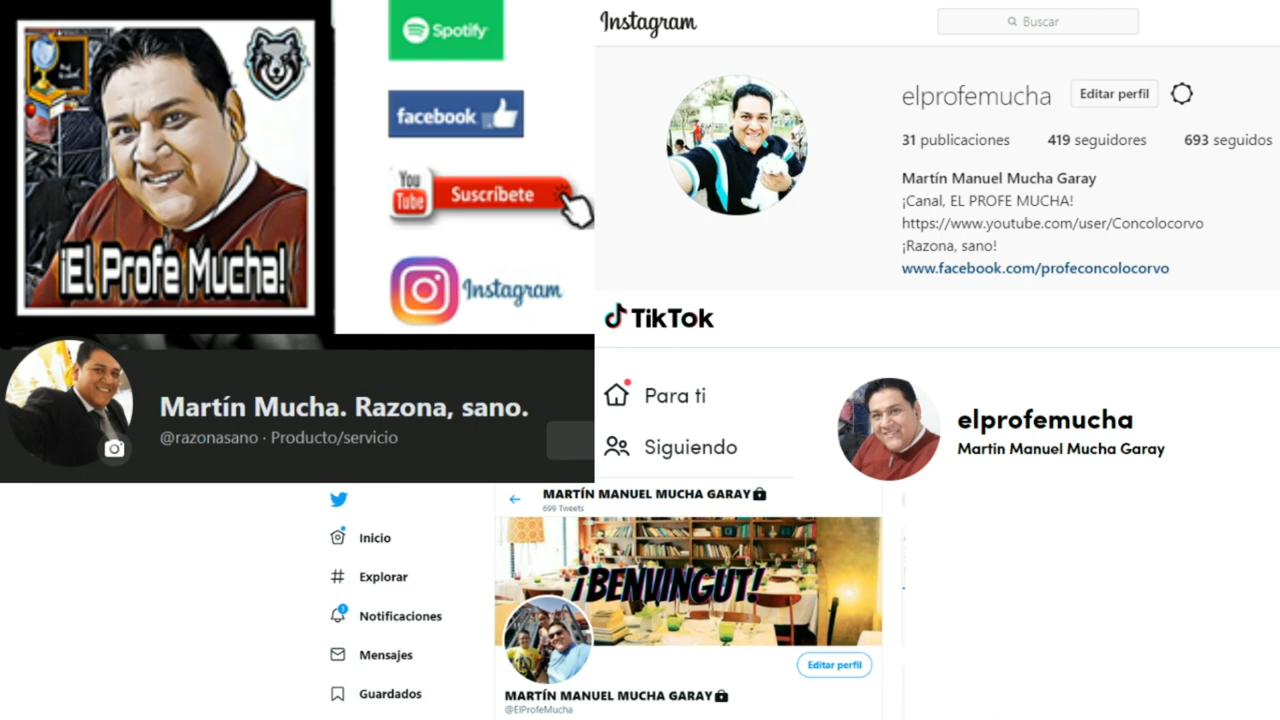 ¡El Profe Mucha!
Spotify
facebook
You
Tube
Suscríbete
Instagram
Martín Mucha. Razona, sano.
@razonasano · Producto/servicio
Instagram
Buscar
elprofemucha
Editar perfil
31 publicaciones 419 seguidores 693 seguidos
Martín Manuel Mucha Garay
¡Canal, EL PROFE MUCHA!
https://www.youtube.com/user/Concolocorvo
¡Razona, sano!
www.facebook.com/profeconcolocorvo
TikTok
Para ti
Siguiendo
elprofemucha
Martin Manuel Mucha Garay
Inicio
Explorar
1
Notificaciones
Mensajes
Guardados
MARTÍN MANUEL MUCHA GARAY
699 Tweets
¡BENVINGUT!
Editar perfil
MARTÍN MANUEL MUCHA GARAY
@ElProfeMucha